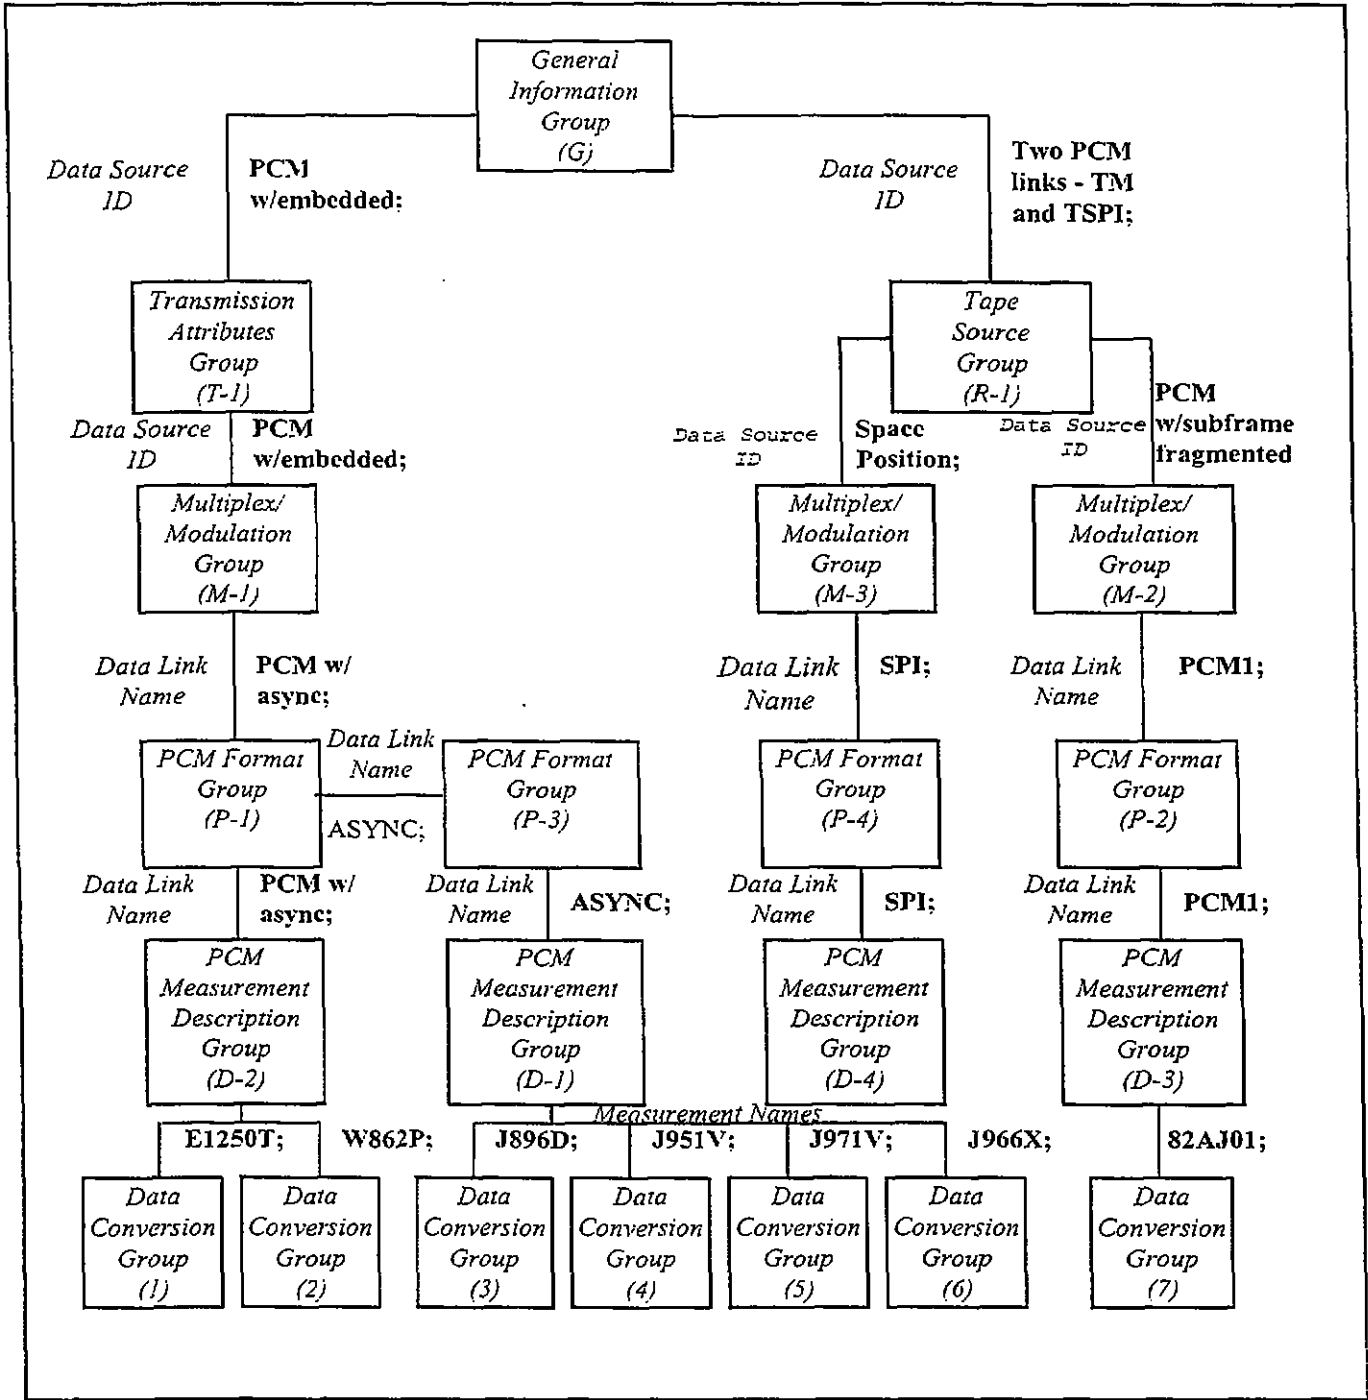 General
Information
Group
(G)
Data Source
ID
PCM
w/embedded;
Data Source
ID
Two PCM
links - TM
and TSPI;
Transmission
Attributes
Group
(T-1)
Tape
Source
Group
(R-1)
Data Source
ID
PCM
w/embedded;
Data Source
ID
Space
Position;
Data Source
ID
PCM
w/subframe
fragmented
Multiplex/
Modulation
Group
(M-1)
Multiplex/
Modulation
Group
(M-3)
Multiplex/
Modulation
Group
(M-2)
Data Link
Name
PCM w/
async;
Data Link
Name
SPI;
Data Link
Name
PCM1;
PCM Format
Group
(P-1)
Data Link
Name
ASYNC;
PCM Format
Group
(P-3)
PCM Format
Group
(P-4)
PCM Format
Group
(P-2)
Data Link
Name
PCM w/
async;
Data Link
Name
ASYNC;
Data Link
Name
SPI;
Data Link
Name
PCM1;
PCM
Measurement
Description
Group
(D-2)
PCM
Measurement
Description
Group
(D-1)
PCM
Measurement
Description
Group
(D-4)
PCM
Measurement
Description
Group
(D-3)
Measurement Names
E1250T;
W862P;
J896D;
J951V;
J971V;
J966X;
82AJ01;
Data
Conversion
Group
(1)
Data
Conversion
Group
(2)
Data
Conversion
Group
(3)
Data
Conversion
Group
(4)
Data
Conversion
Group
(5)
Data
Conversion
Group
(6)
Data
Conversion
Group
(7)